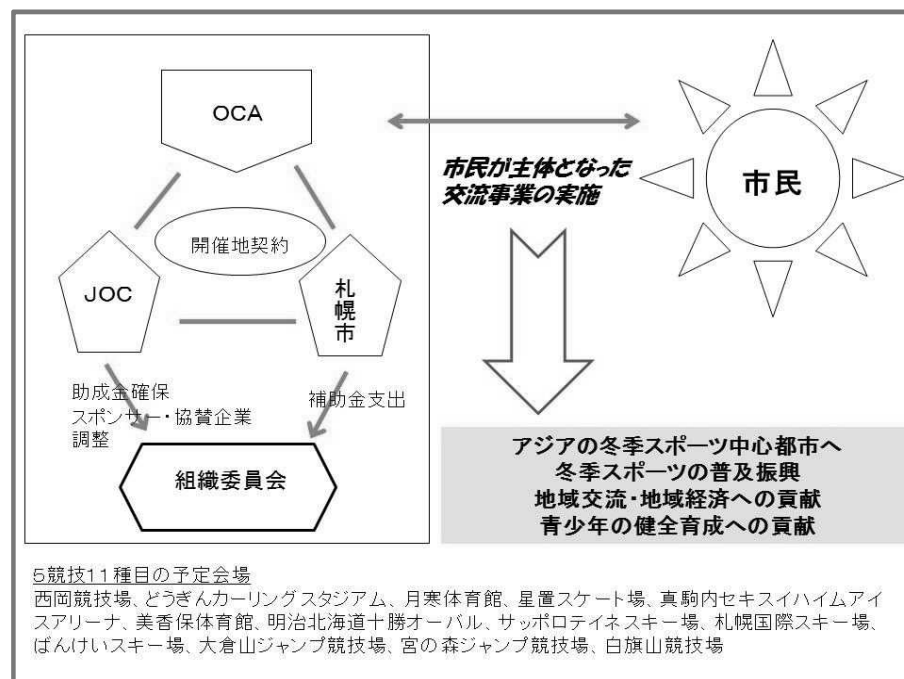 OCA
市民
市民が主体となった
交流事業の実施
開催地契約
JOC
札幌市
助成金確保
スポンサー・協賛企業
調整
補助金支出
組織委員会
アジアの冬季スポーツ中心都市へ
冬季スポーツの普及振興
地域交流・地域経済への貢献
青少年の健全育成への貢献
5競技11種目の予定会場
西岡競技場、どうぎんカーリングスタジアム、月寒体育館、星置スケート場、真駒内セキスイハイムアイ
スアリーナ、美香保体育館、明治北海道十勝オーバル、サッポロテイネスキー場、札幌国際スキー場、
ばんけいスキー場、大倉山ジャンプ競技場、宮の森ジャンプ競技場、白旗山競技場